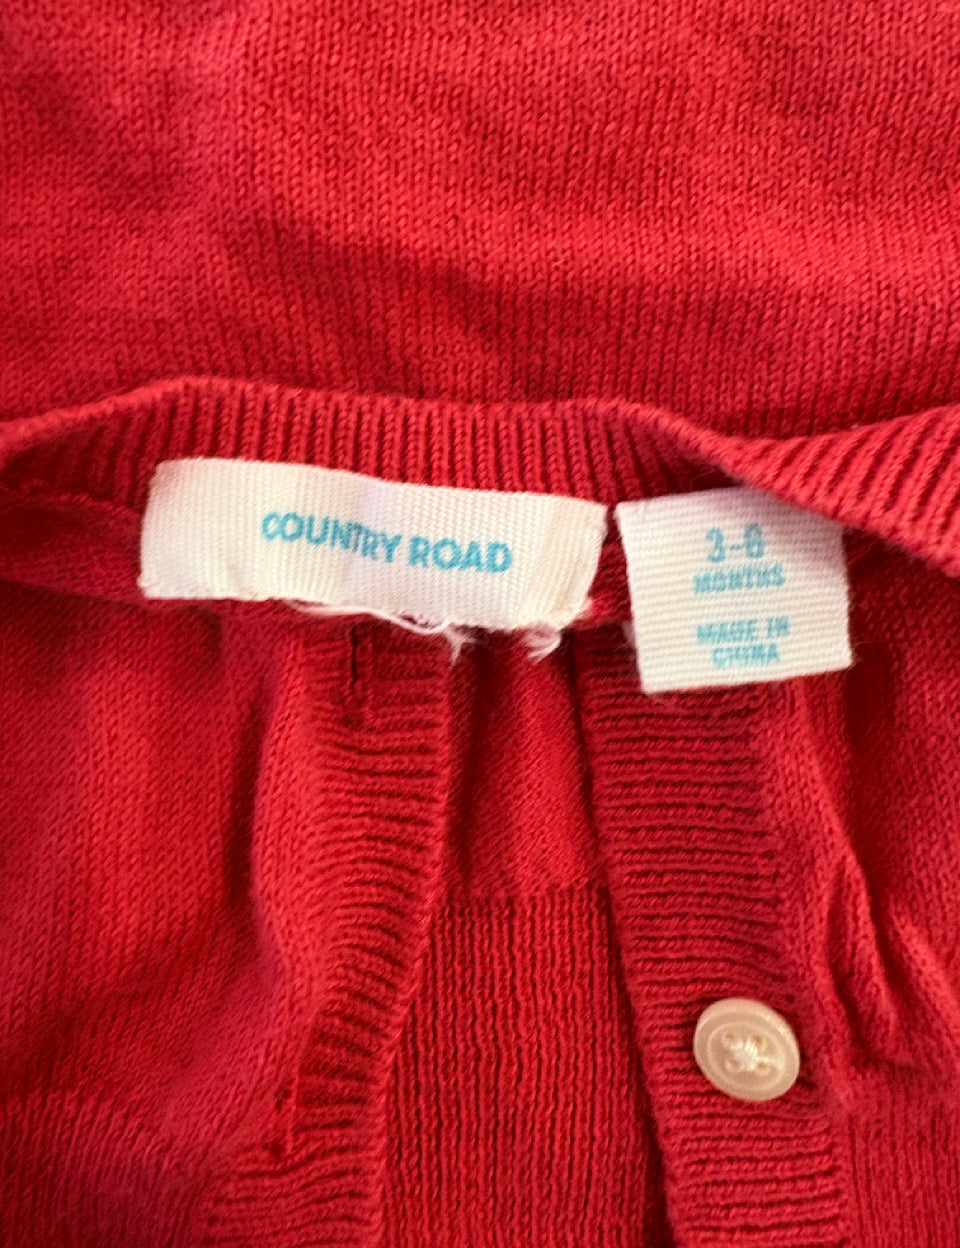 COUNTRY ROAD
3-6
MONTHS
MADE IN
CHINA